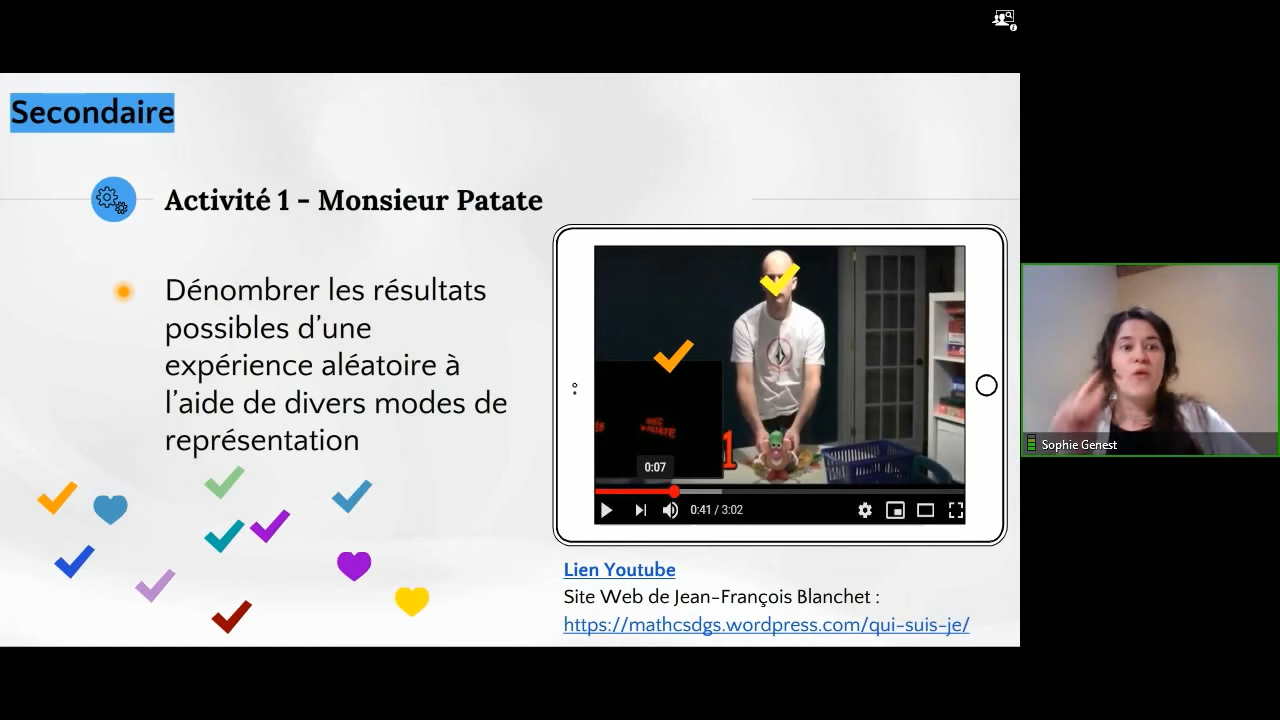 Secondaire
Activité 1 - Monsieur Patate
Dénombrer les résultats
possibles d'une
expérience aléatoire à
l'aide de divers modes de
représentation
1
0:07
0:41 / 3:02
Lien Youtube
Site Web de Jean-François Blanchet :
https://mathcsdgs.wordpress.com/qui-suis-je/
Sophie Genest